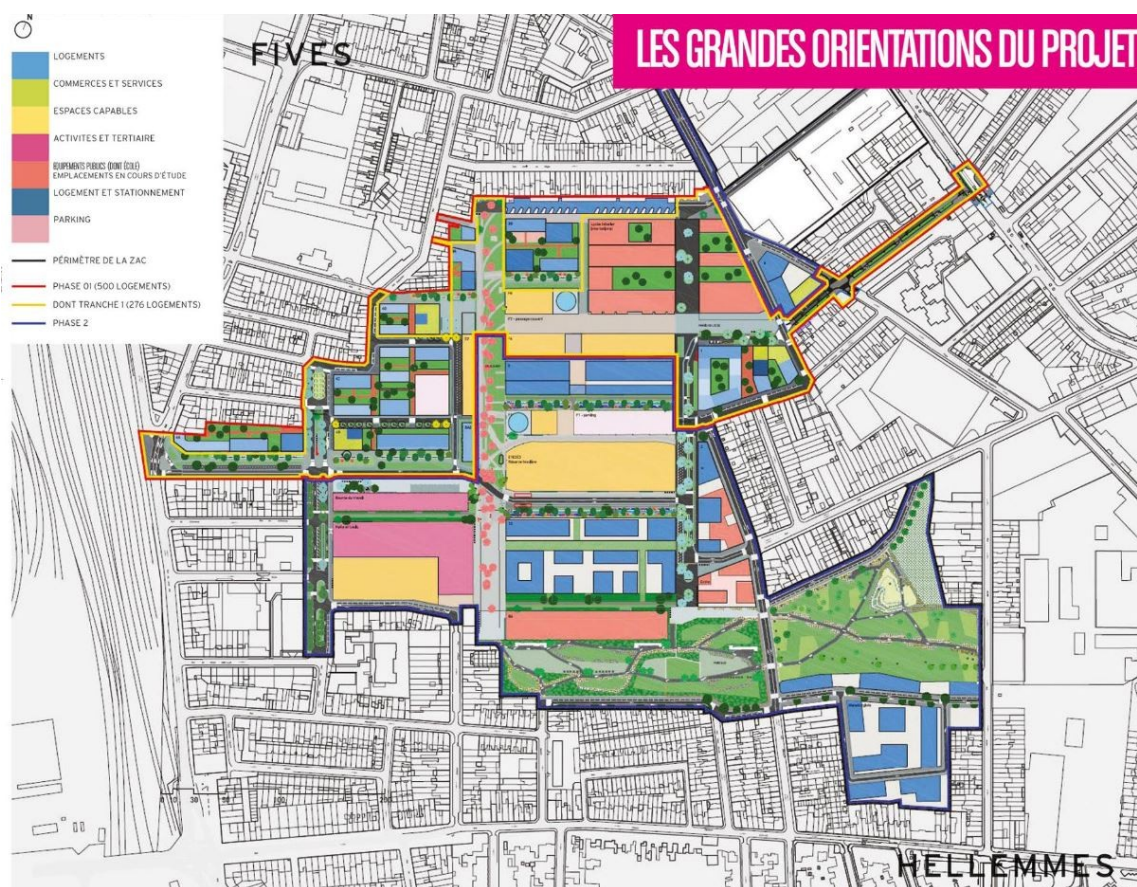 N
FIVES
LES GRANDES ORIENTATIONS DU PROJET
LOGEMENTS
COMMERCES ET SERVICES
ESPACES CAPABLES
ACTIVITES ET TERTIAIRE
EQUIPEMENTS PUBLICS (DONT ÉCOLE)
EMPLACEMENTS EN COURS D'ÉTUDE
LOGEMENT ET STATIONNEMENT
PARKING
PÉRIMÈTRE DE LA ZAC
PHASE 01 (500 LOGEMENTS)
DONT TRANCHE 1 (276 LOGEMENTS)
PHASE 2
HELLEMMES